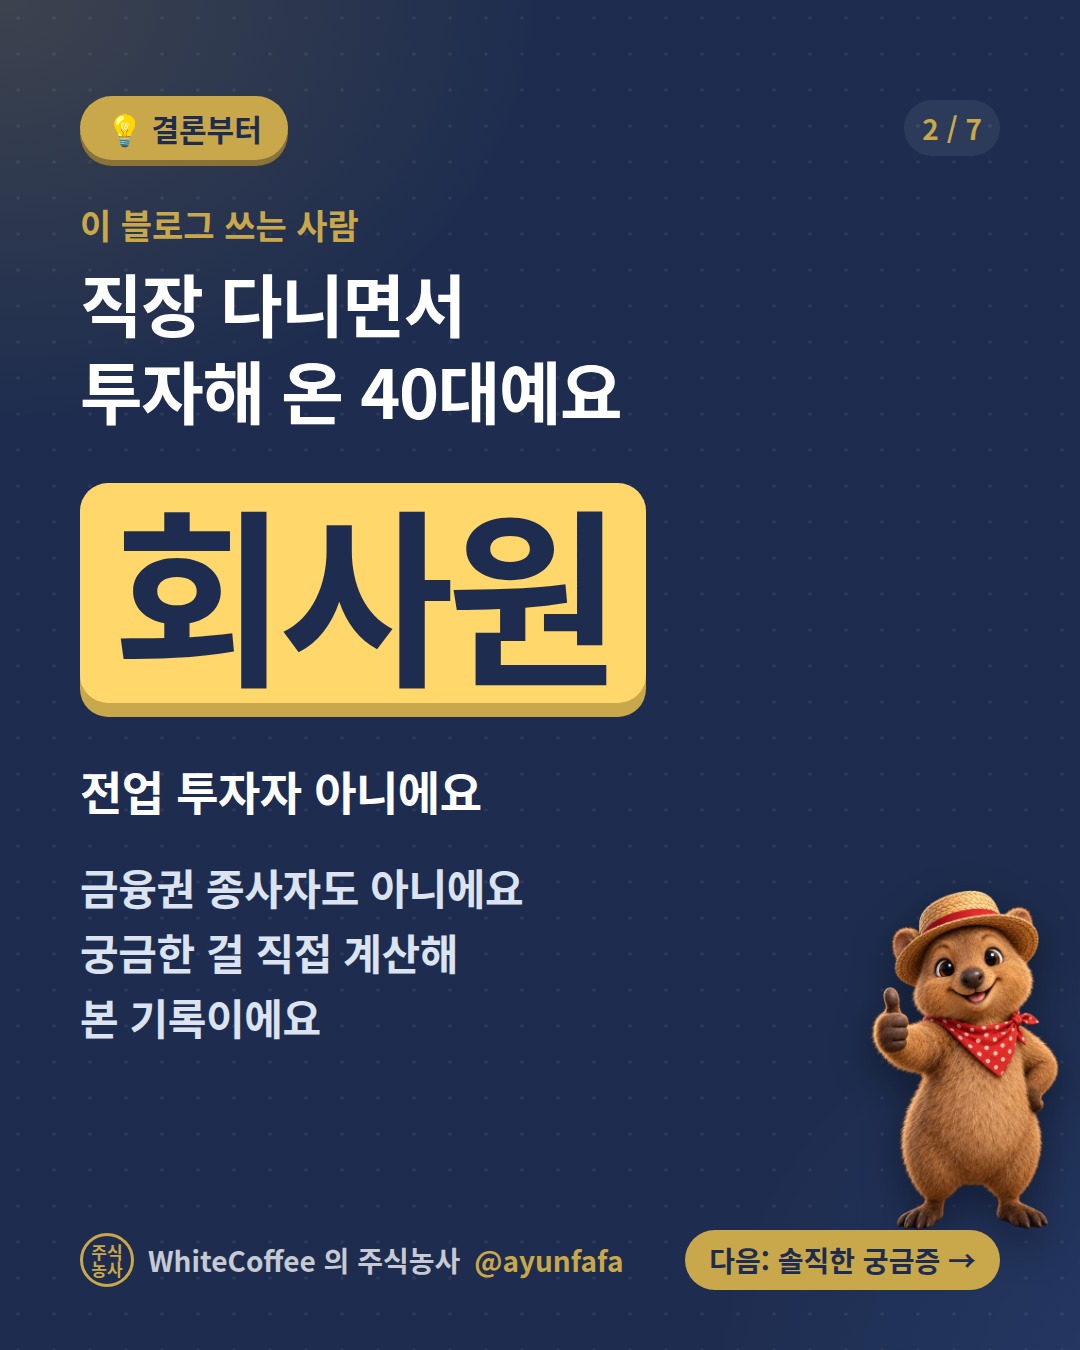 💡 결론부터
2 / 7
이 블로그 쓰는 사람
직장 다니면서
투자해 온 40대예요
회사원
전업 투자자 아니에요
금융권 종사자도 아니에요
궁금한 걸 직접 계산해
본 기록이에요
주식
농사
WhiteCoffee 의 주식농사 @ayunfafa
다음: 솔직한 궁금증 →